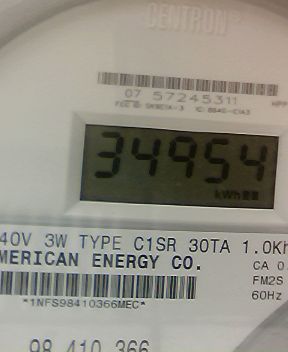 CENTRON®
07 57245311
34954
kWh
40V 3W TYPE C1SR 30TA 1.0Kh
MERICAN ENERGY CO.
CA 0.
FM2S
60Hz
*1NFS98410366MEC*
98 410 366